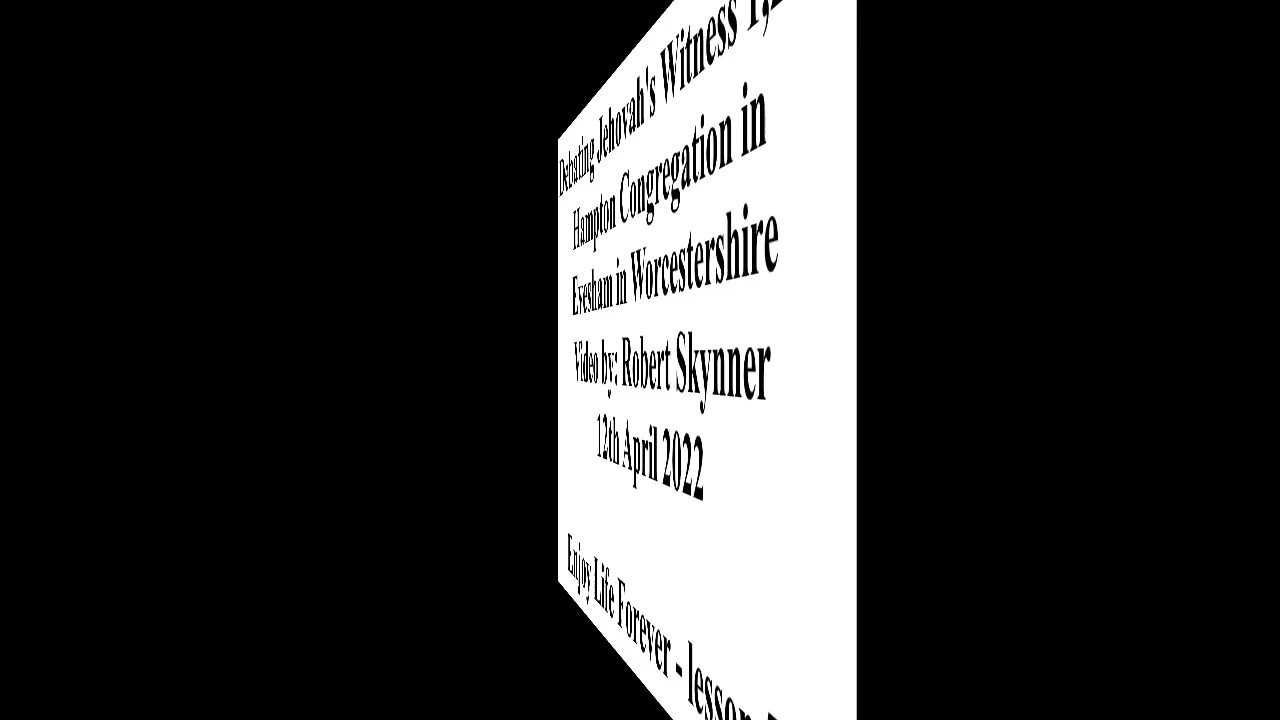 Debating Jehovah's Witness
Hampton Congregation in
Evesham in Worcestershire
Video by: Robert Skynner
12th April 2022
Enjoy Life Forever - lesson